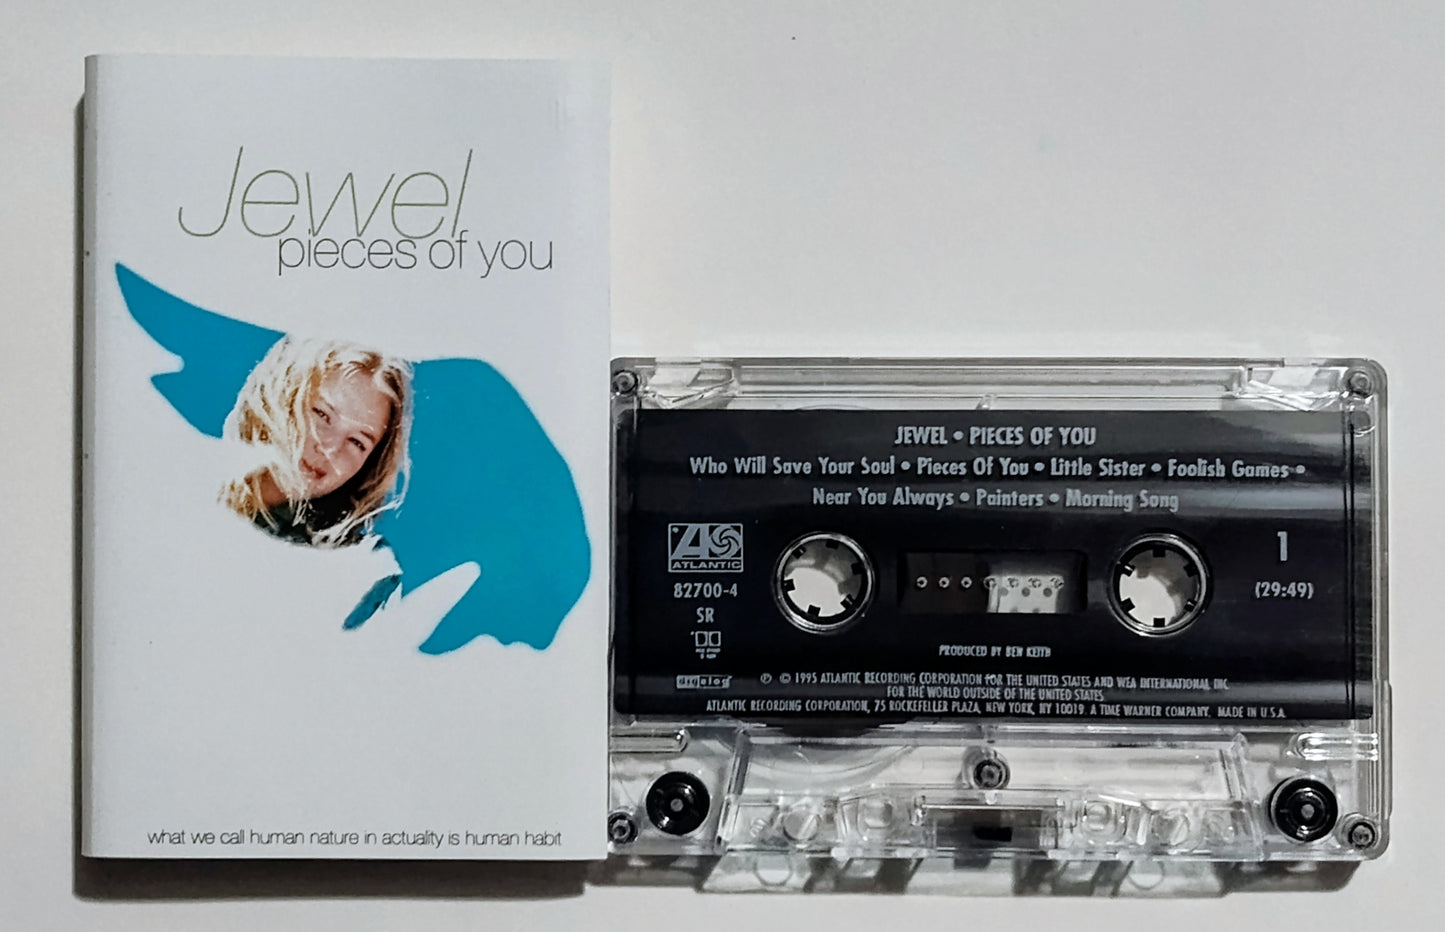 Jewel
pieces of you
what we call human nature in actuality is human habit
JEWEL • PIECES OF YOU
Who Will Save Your Soul • Pieces Of You • Little Sister • Foolish Games •
Near You Always • Painters • Morning Song
ATLANTIC
82700-4
SR
1
(29:49)
PRODUCED BY BEN KEITH
digalog
℗ © 1995 ATLANTIC RECORDING CORPORATION FOR THE UNITED STATES AND WEA INTERNATIONAL INC.
FOR THE WORLD OUTSIDE OF THE UNITED STATES.
ATLANTIC RECORDING CORPORATION, 75 ROCKEFELLER PLAZA, NEW YORK, NY 10019. A TIME WARNER COMPANY. MADE IN U.S.A.